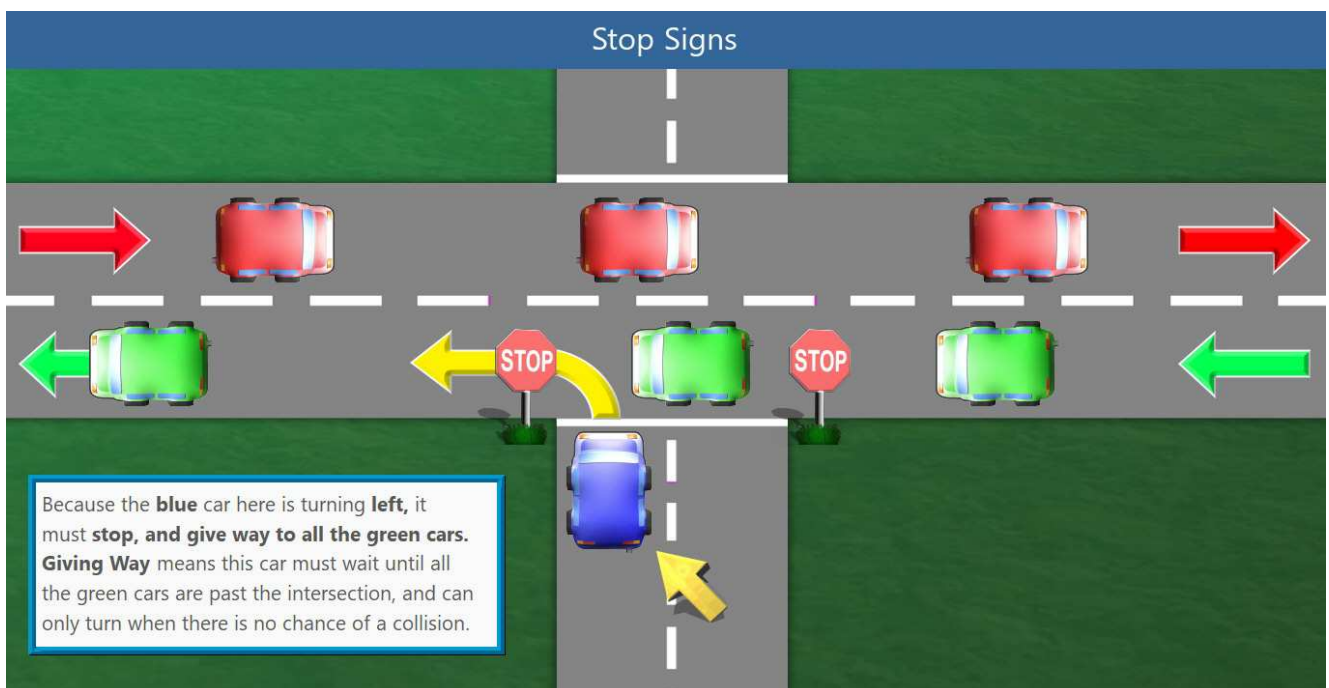 Stop Signs
STOP
STOP
Because the blue car here is turning left, it
must stop, and give way to all the green cars.
Giving Way means this car must wait until all
the green cars are past the intersection, and can
only turn when there is no chance of a collision.